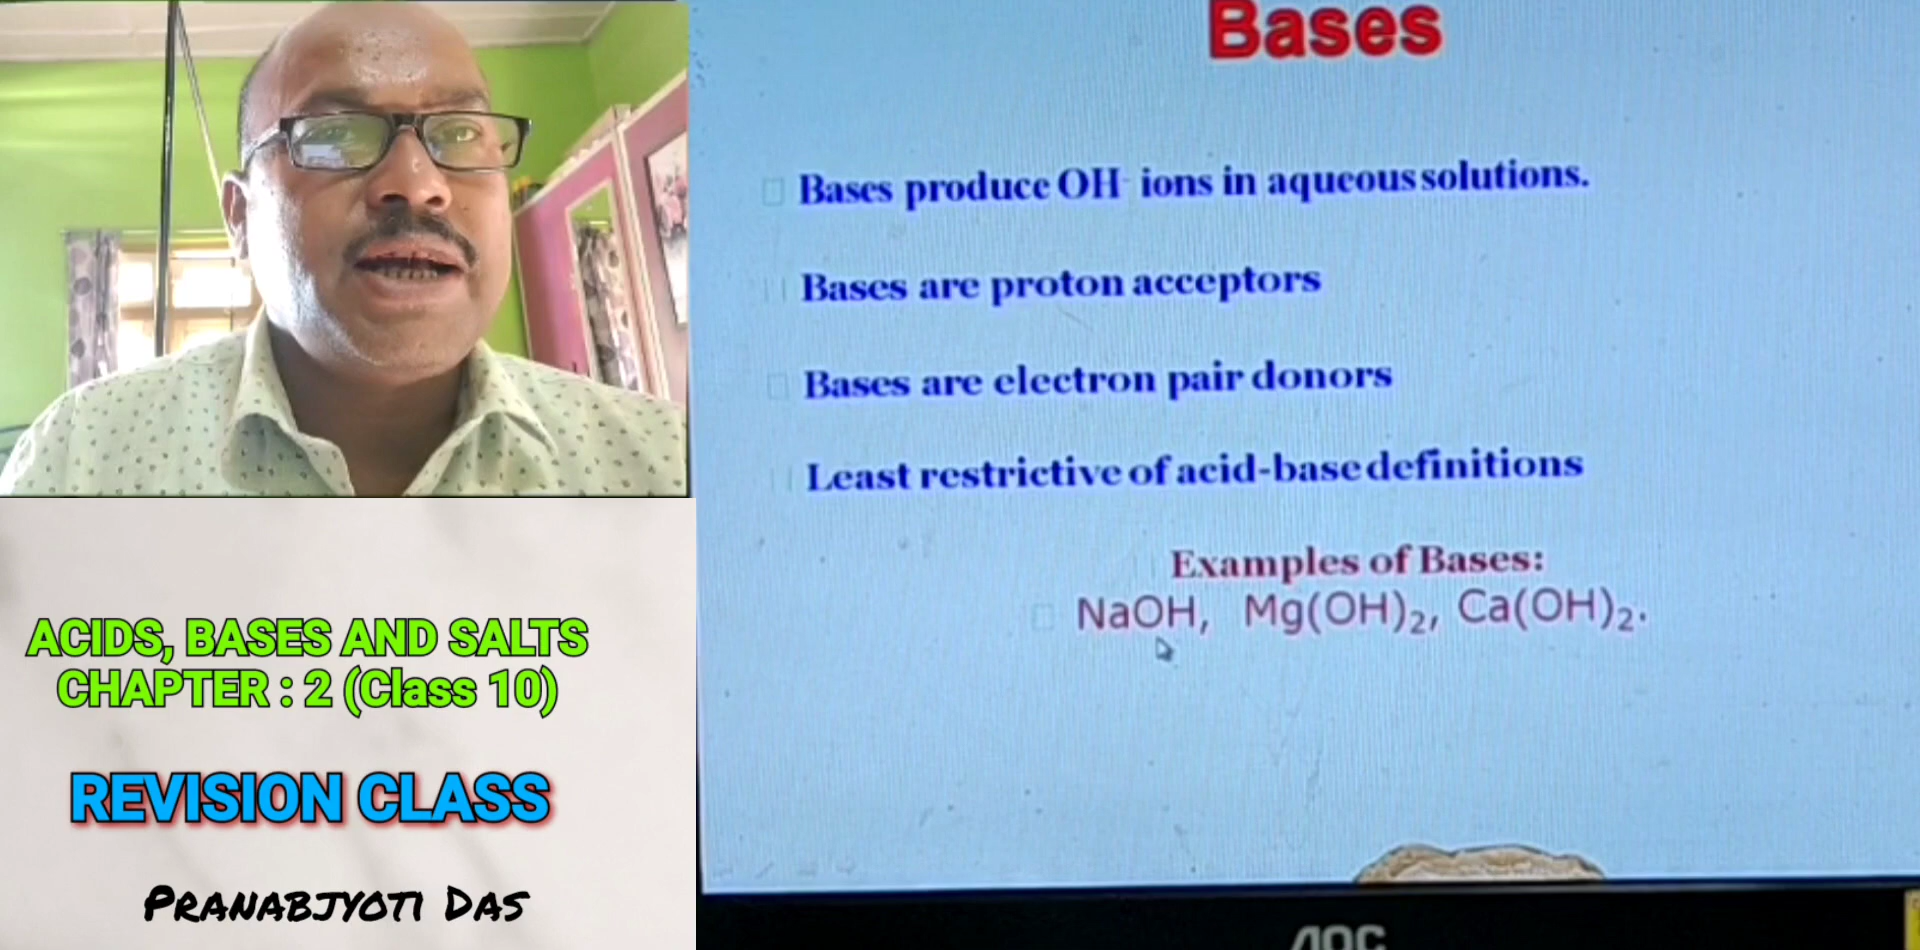 ACIDS, BASES AND SALTS
CHAPTER : 2 (Class 10)
REVISION CLASS
PRANABJYOTI DAS
Bases
Bases produce OH⁻ ions in aqueous solutions.
Bases are proton acceptors
Bases are electron pair donors
Least restrictive of acid-base definitions
Examples of Bases:
NaOH, Mg(OH)₂, Ca(OH)₂.
AOC